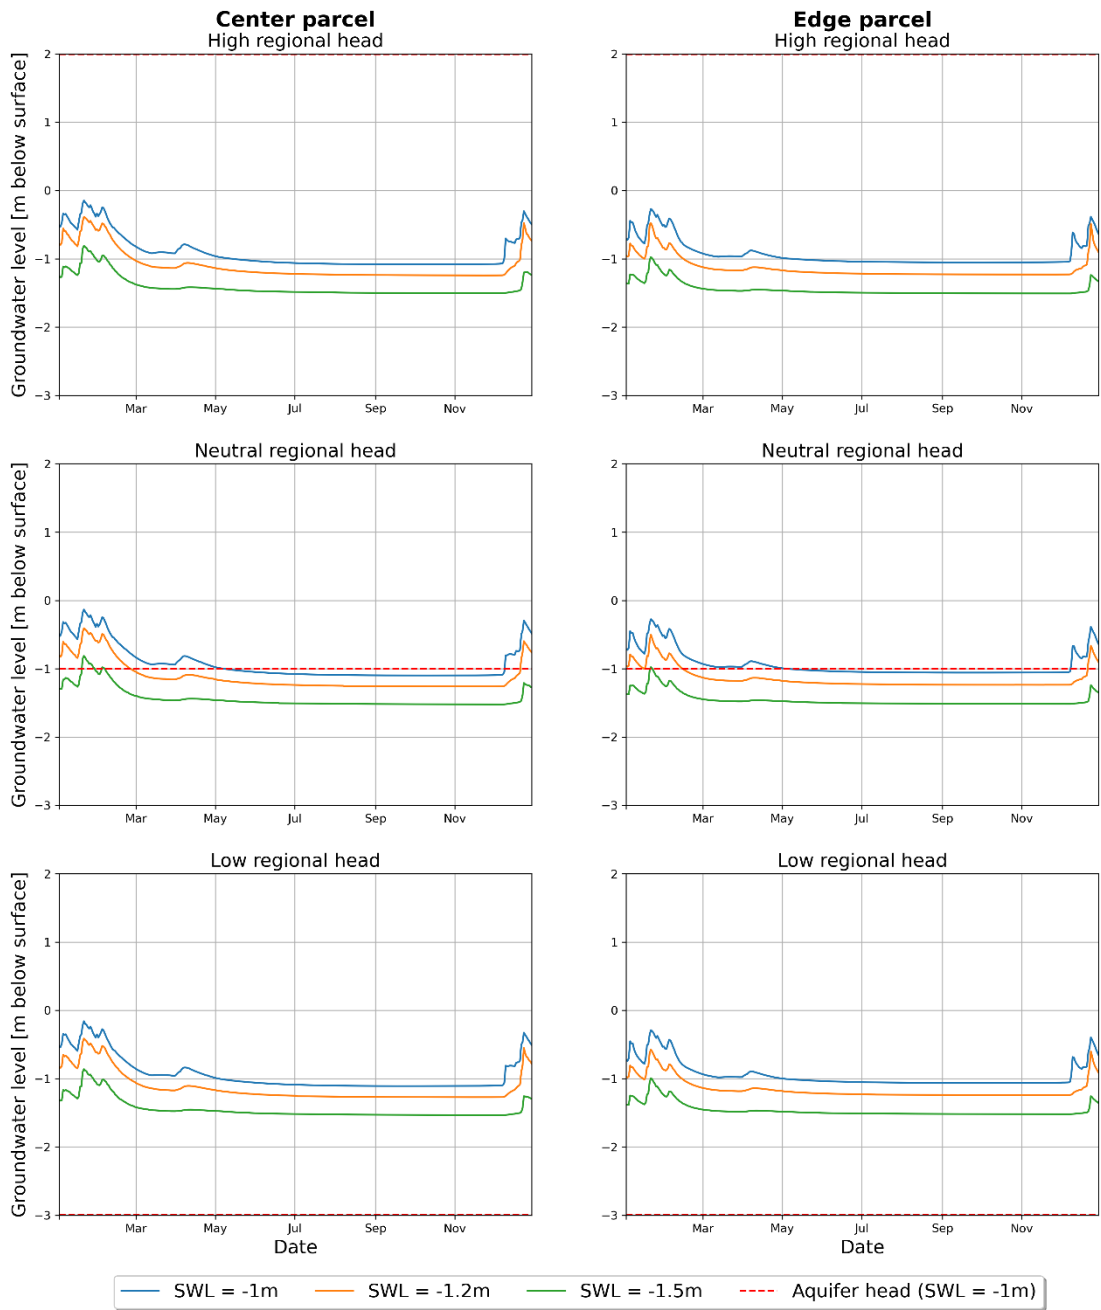 Center parcel
High regional head
Groundwater level [m below surface]
2
1
0
−1
−2
−3
Mar May Jul Sep Nov
Edge parcel
High regional head
2
1
0
−1
−2
−3
Mar May Jul Sep Nov
Neutral regional head
Groundwater level [m below surface]
2
1
0
−1
−2
−3
Mar May Jul Sep Nov
Neutral regional head
2
1
0
−1
−2
−3
Mar May Jul Sep Nov
Low regional head
Groundwater level [m below surface]
2
1
0
−1
−2
−3
Mar May Jul Sep Nov
Date
Low regional head
2
1
0
−1
−2
−3
Mar May Jul Sep Nov
Date
SWL = -1m SWL = -1.2m SWL = -1.5m Aquifer head (SWL = -1m)